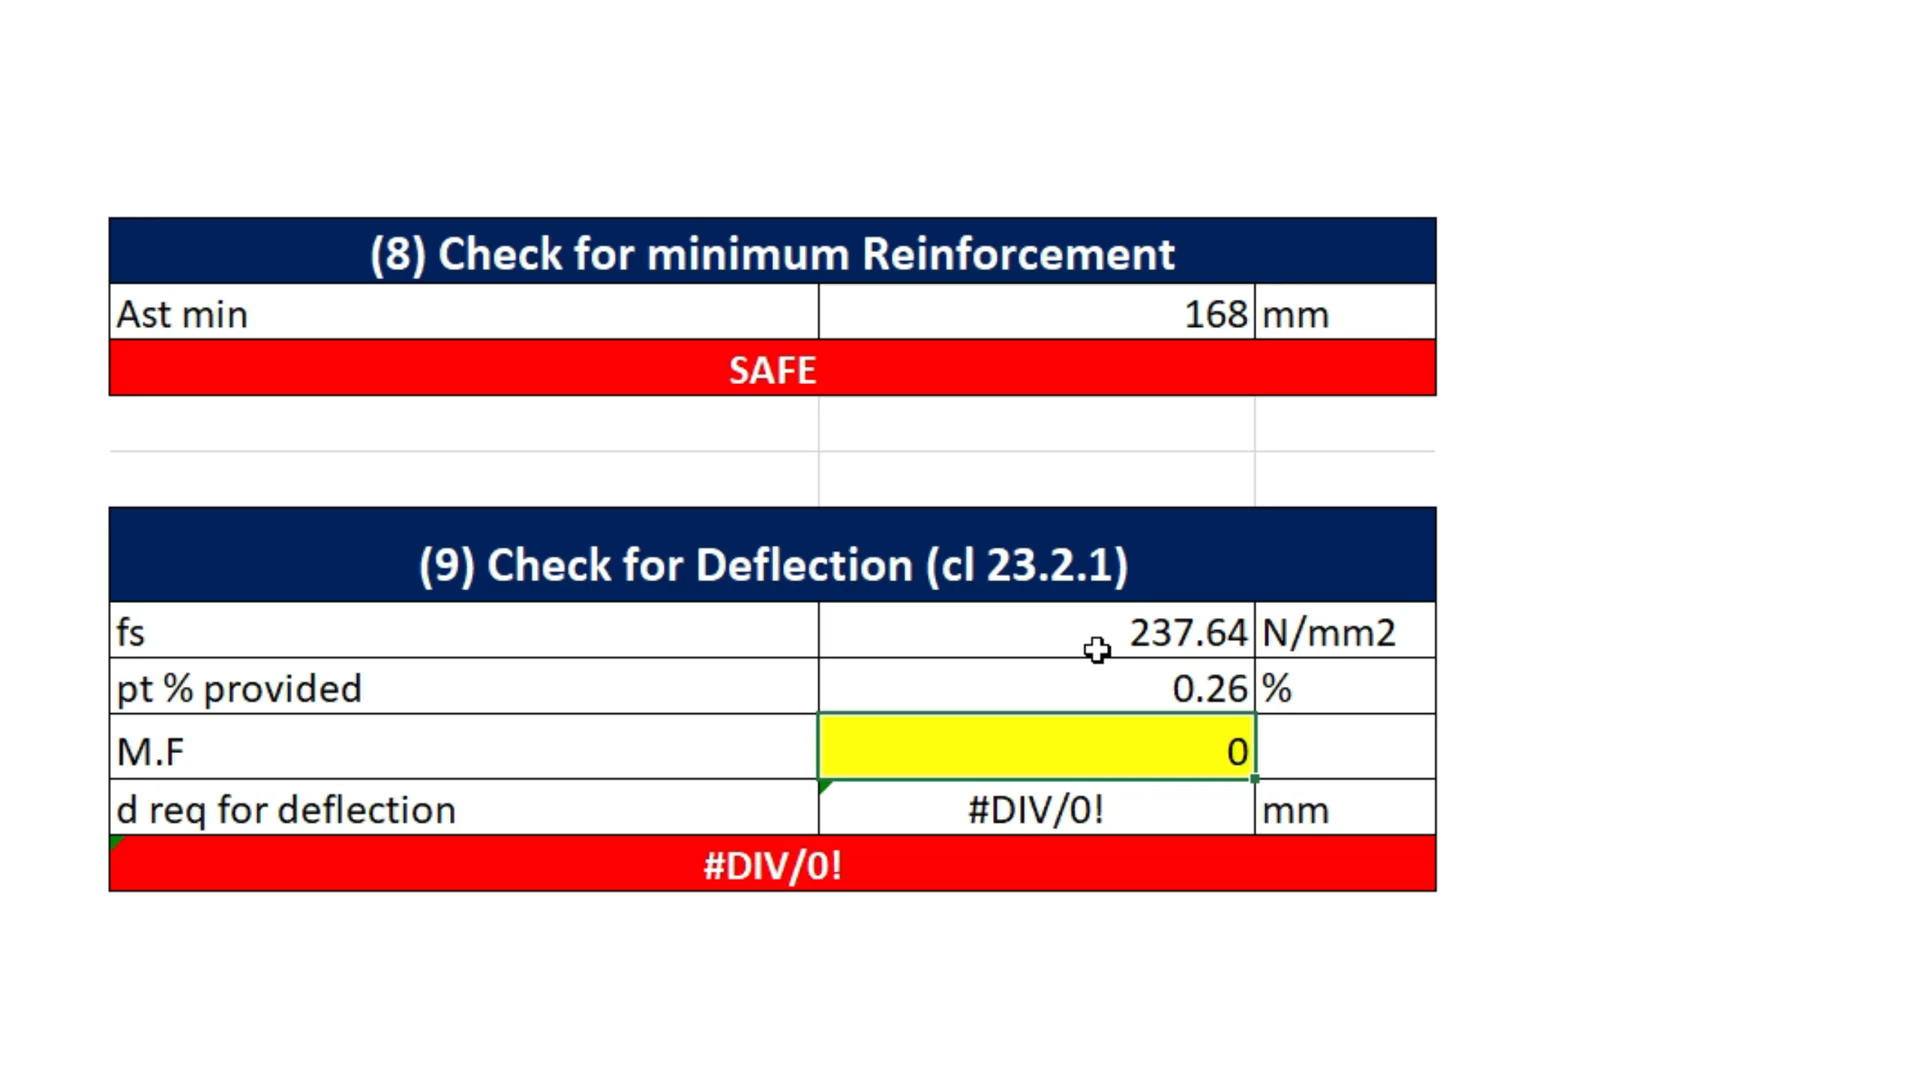 (8) Check for minimum Reinforcement
Ast min 168 mm
SAFE
(9) Check for Deflection (cl 23.2.1)
fs 237.64 N/mm2
pt % provided 0.26 %
M.F 0
d req for deflection #DIV/0! mm
#DIV/0!